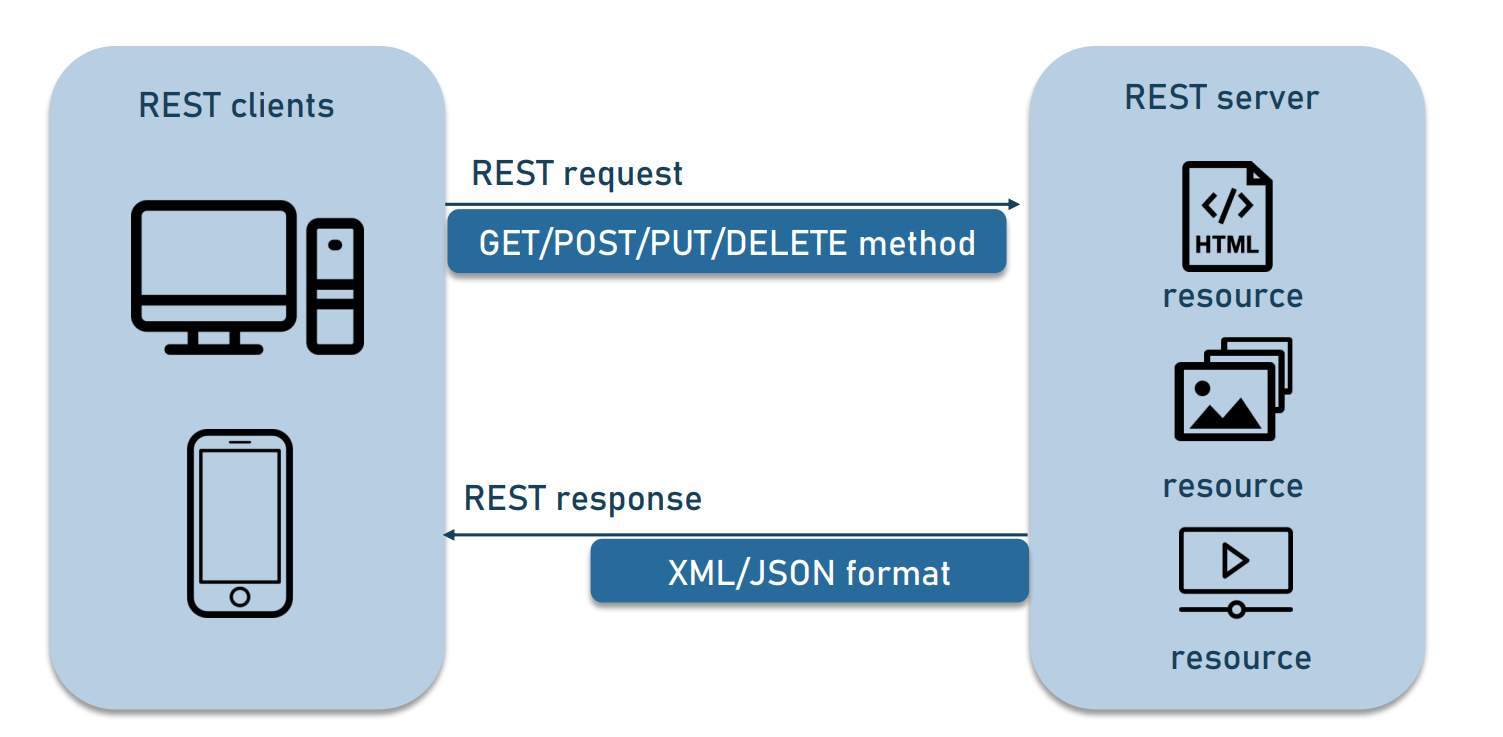 REST clients
REST request
GET/POST/PUT/DELETE method
REST response
XML/JSON format
REST server
</>
HTML
resource
resource
resource